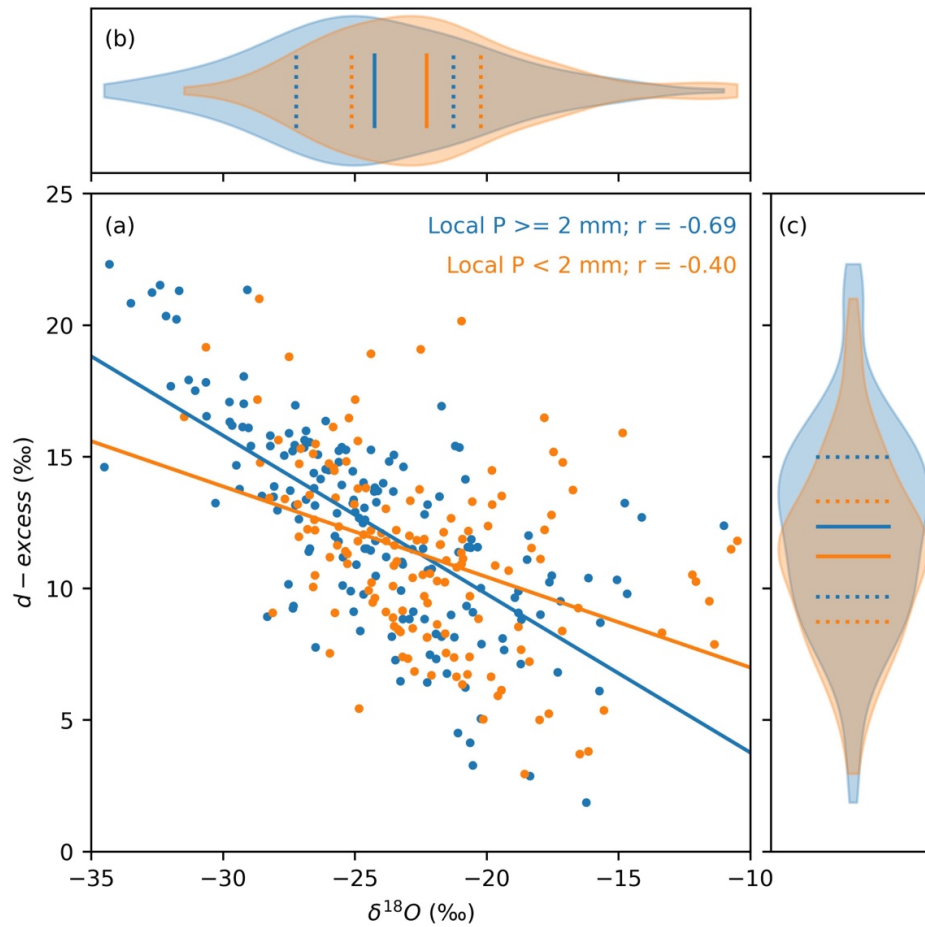 (b)
(a)
Local P >= 2 mm; r = -0.69
Local P < 2 mm; r = -0.40
(c)
25
20
15
10
5
0
d − excess (‰)
−35
−30
−25
−20
−15
−10
δ¹⁸O (‰)